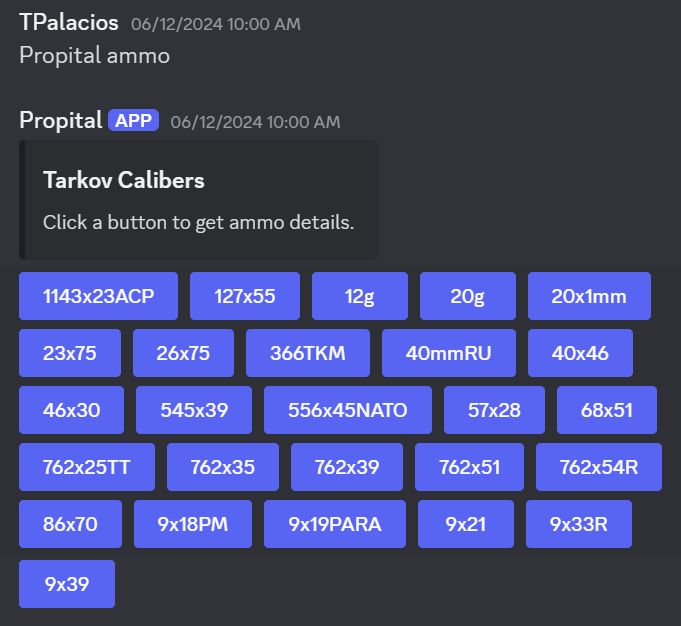 TPalacios 06/12/2024 10:00 AM
Propital ammo
Propital APP 06/12/2024 10:00 AM
Tarkov Calibers
Click a button to get ammo details.
1143x23ACP 127x55 12g 20g 20x1mm
23x75 26x75 366TKM 40mmRU 40x46
46x30 545x39 556x45NATO 57x28 68x51
762x25TT 762x35 762x39 762x51 762x54R
86x70 9x18PM 9x19PARA 9x21 9x33R
9x39